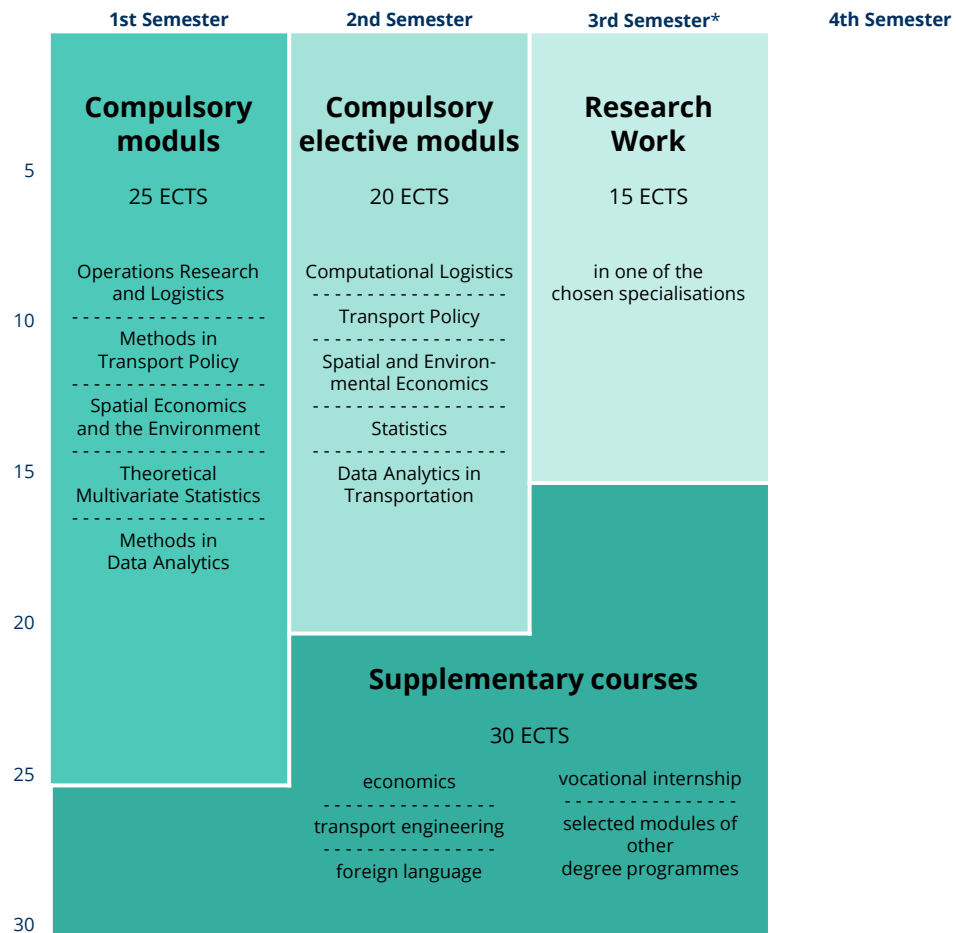 1st Semester
2nd Semester
3rd Semester*
4th Semester
5
10
15
20
25
30
Compulsory
moduls
25 ECTS
Operations Research
and Logistics
Methods in
Transport Policy
Spatial Economics
and the Environment
Theoretical
Multivariate Statistics
Methods in
Data Analytics
Compulsory
elective moduls
20 ECTS
Computational Logistics
Transport Policy
Spatial and Environ-
mental Economics
Statistics
Data Analytics in
Transportation
Research
Work
15 ECTS
in one of the
chosen specialisations
Supplementary courses
30 ECTS
economics
transport engineering
foreign language
vocational internship
selected modules of
other
degree programmes